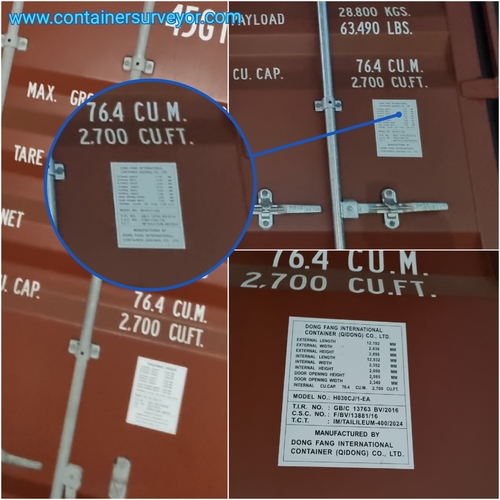 www.containersurveyor.com
45G1
MAX. GR
TARE
NET
CU. CAP.
76.4 CU.M.
2.700 CU.FT.
76.4 CU.M.
2.700 CU.FT.
DONG FANG INTERNATIONAL
PAYLOAD
28.800 KGS.
63.490 LBS.
CU. CAP.
76.4 CU.M.
2.700 CU.FT.
76.4 CU.M.
2,700 CU.FT.
DONG FANG INTERNATIONAL
CONTAINER (QIDONG) CO., LTD.
EXTERNAL LENGTH 12,192 MM
EXTERNAL WIDTH 2,438 MM
EXTERNAL HEIGHT 2,896 MM
INTERNAL LENGTH 12,032 MM
INTERNAL WIDTH 2,352 MM
INTERNAL HEIGHT 2,698 MM
DOOR OPENING HEIGHT 2,585 MM
DOOR OPENING WIDTH 2,340 MM
INTERNAL CU.CAP. 76.4 CU.M. 2,700 CU.FT
MODEL NO.: H030CJ/1-EA
T.I.R. NO. : GB/C 13763 BV/2016
C.S.C. NO. : F/BV/13881/16
T.C.T. : IM/TAILILEUM-400/2024
MANUFACTURED BY
DONG FANG INTERNATIONAL
CONTAINER (QIDONG) CO., LTD.